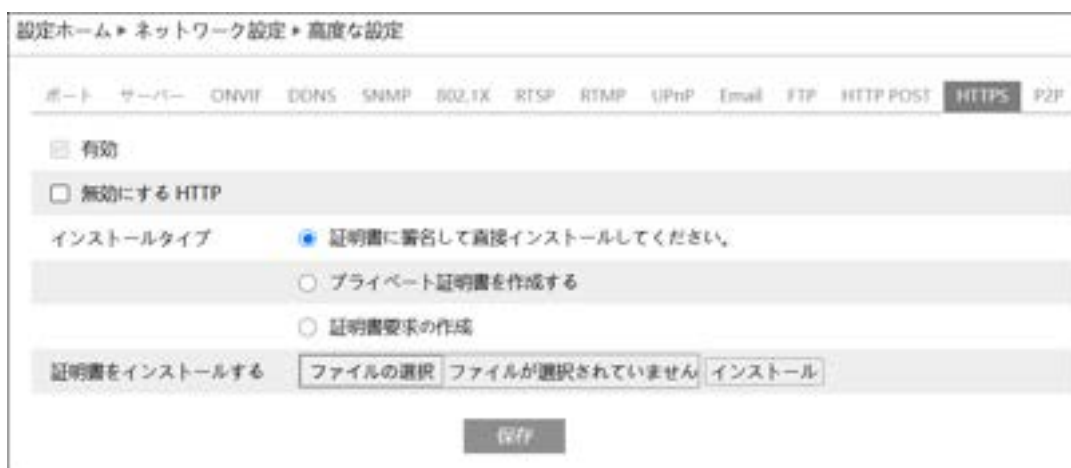 設定ホーム ▸ ネットワーク設定 ▸ 高度な設定
ポート サーバー ONVIF DDNS SNMP 802.1X RTSP RTMP UPnP Email FTP HTTP POST HTTPS P2P
有効
無効にする HTTP
インストールタイプ 証明書に署名して直接インストールしてください。
プライベート証明書を作成する
証明書要求の作成
証明書をインストールする ファイルの選択 ファイルが選択されていません インストール
保存